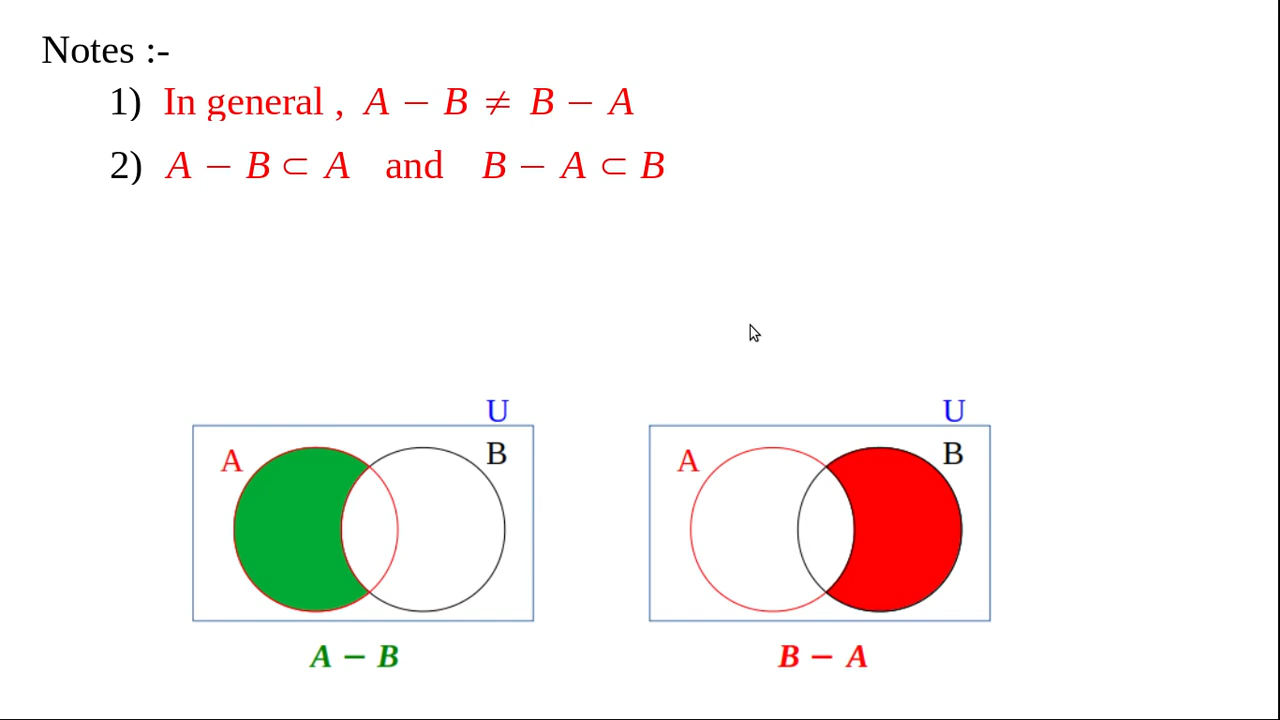 Notes :-
1) In general , A − B ≠ B − A
2) A − B ⊂ A and B − A ⊂ B
U U
A B A B
A − B B − A